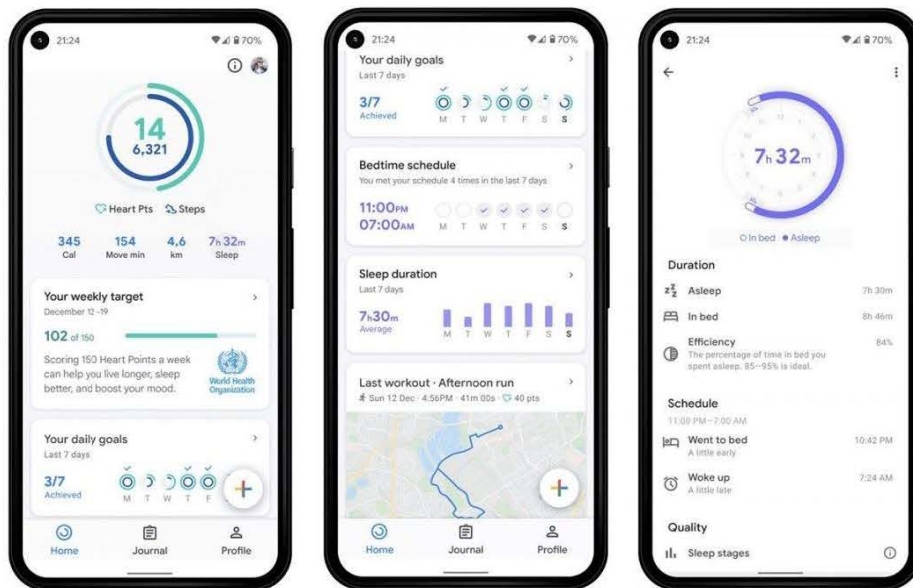 21:24
70%
14
6,321
Heart Pts
Steps
345
154
4.6
7h 32m
Cal
Move min
km
Sleep
Your weekly target
December 12 -19
102 of 150
Scoring 150 Heart Points a week
can help you live longer, sleep
better, and boost your mood.
World Health
Organization
Your daily goals
Last 7 days
3/7
Achieved
M T W T F
Home
Journal
Profile
21:24
70%
Your daily goals
Last 7 days
3/7
Achieved
M T W T F S S
Bedtime schedule
You met your schedule 4 times in the last 7 days
11:00PM
07:00AM
M T W T F S S
Sleep duration
Last 7 days
7h30m
Average
M T W T F S S
Last workout · Afternoon run
Sun 12 Dec · 4:56PM · 41m 00s · 40 pts
Home
Journal
Profile
21:24
70%
7h 32m
In bed
Asleep
Duration
Asleep
7h 30m
In bed
8h 46m
Efficiency
84%
The percentage of time in bed you
spent asleep. 85–95% is ideal.
Schedule
11:00 PM–7:00 AM
Went to bed
10:42 PM
A little early
Woke up
7:24 AM
A little late
Quality
Sleep stages